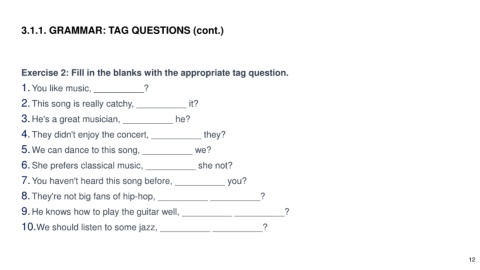 3.1.1. GRAMMAR: TAG QUESTIONS (cont.)
Exercise 2: Fill in the blanks with the appropriate tag question.
1. You like music, __________?
2. This song is really catchy, __________ it?
3. He's a great musician, __________ he?
4. They didn't enjoy the concert, __________ they?
5. We can dance to this song, __________ we?
6. She prefers classical music, __________ she not?
7. You haven't heard this song before, __________ you?
8. They're not big fans of hip-hop, __________ __________?
9. He knows how to play the guitar well, __________ __________?
10.We should listen to some jazz, __________ __________?
12